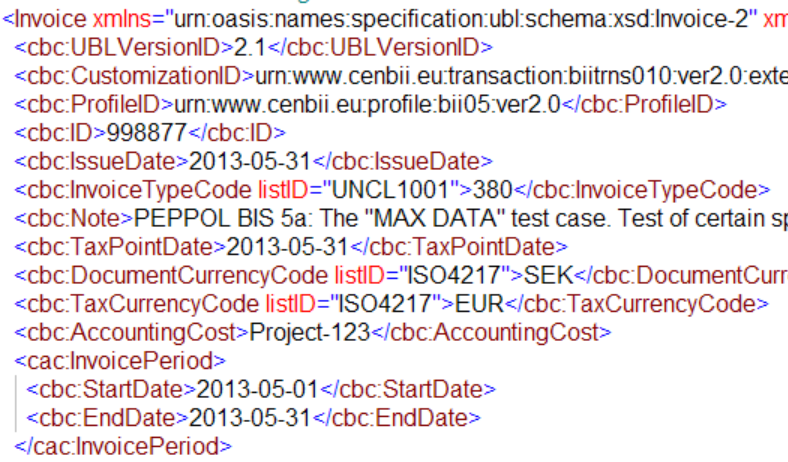 <Invoice xmlns="urn:oasis:names:specification:ubl:schema:xsd:Invoice-2" xm
<cbc:UBLVersionID>2.1</cbc:UBLVersionID>
<cbc:CustomizationID>urn:www.cenbii.eu:transaction:biitrns010:ver2.0:exte
<cbc:ProfileID>urn:www.cenbii.eu:profile:bii05:ver2.0</cbc:ProfileID>
<cbc:ID>998877</cbc:ID>
<cbc:IssueDate>2013-05-31</cbc:IssueDate>
<cbc:InvoiceTypeCode listID="UNCL1001">380</cbc:InvoiceTypeCode>
<cbc:Note>PEPPOL BIS 5a: The "MAX DATA" test case. Test of certain sp
<cbc:TaxPointDate>2013-05-31</cbc:TaxPointDate>
<cbc:DocumentCurrencyCode listID="ISO4217">SEK</cbc:DocumentCurr
<cbc:TaxCurrencyCode listID="ISO4217">EUR</cbc:TaxCurrencyCode>
<cbc:AccountingCost>Project-123</cbc:AccountingCost>
<cac:InvoicePeriod>
<cbc:StartDate>2013-05-01</cbc:StartDate>
<cbc:EndDate>2013-05-31</cbc:EndDate>
</cac:InvoicePeriod>